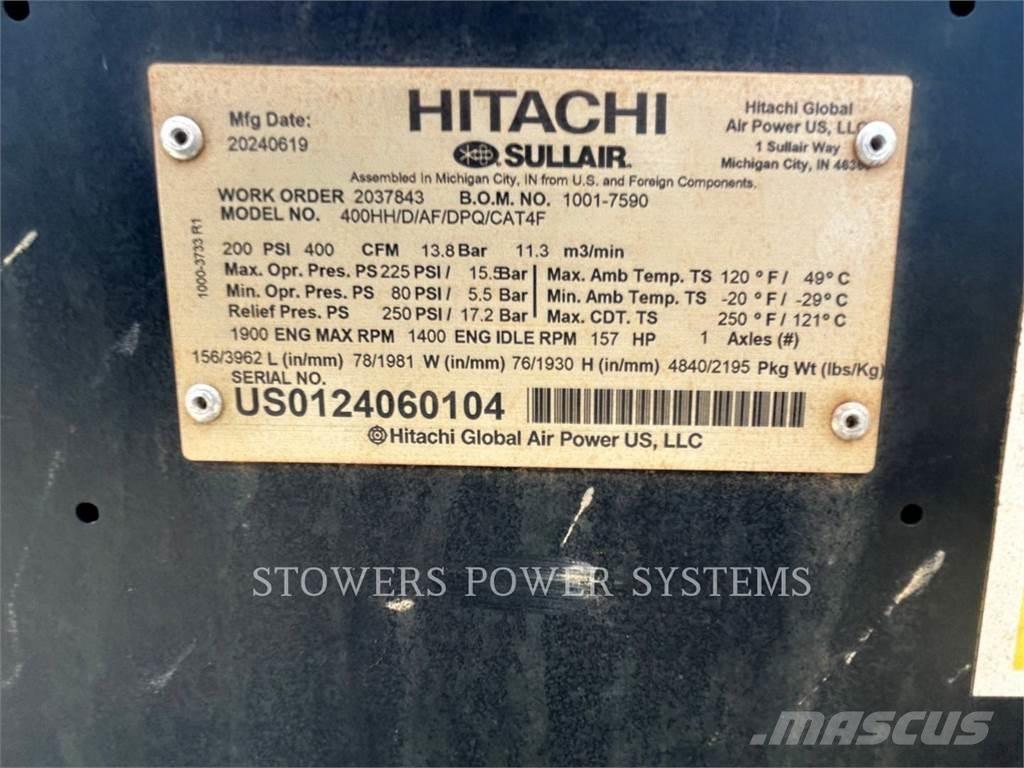 Mfg Date:
20240619
HITACHI
SULLAIR.
Hitachi Global
Air Power US, LLC
1 Sullair Way
Michigan City, IN
Assembled in Michigan City, IN from U.S. and Foreign Components.
WORK ORDER 2037843 B.O.M. NO. 1001-7590
MODEL NO. 400HH/D/AF/DPQ/CAT4F
1000-3733 R1
200 PSI 400 CFM 13.8 Bar 11.3 m3/min
Max. Opr. Pres. PS 225 PSI / 15.5 Bar
Min. Opr. Pres. PS 80 PSI / 5.5 Bar
Relief Pres. PS 250 PSI / 17.2 Bar
Max. Amb Temp. TS 120 °F / 49° C
Min. Amb Temp. TS -20 °F / -29° C
Max. CDT. TS 250 °F / 121° C
1900 ENG MAX RPM 1400 ENG IDLE RPM 157 HP 1 Axles (#)
156/3962 L (in/mm) 78/1981 W (in/mm) 76/1930 H (in/mm) 4840/2195 Pkg Wt (lbs/Kg)
SERIAL NO.
US0124060104
Hitachi Global Air Power US, LLC
STOWERS POWER SYSTEMS
MASCUS